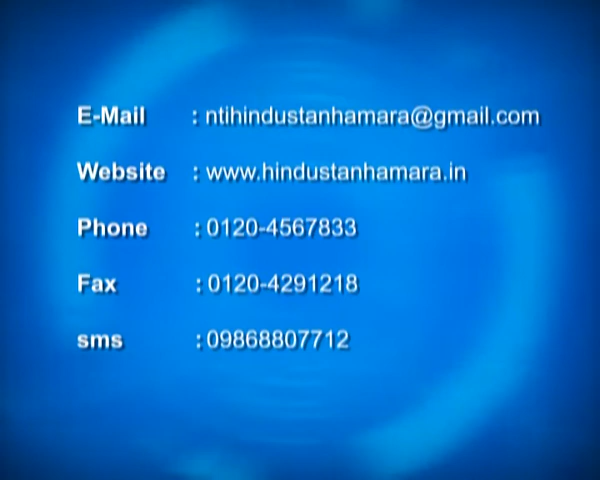 E-Mail : ntihindustanhamara@gmail.com
Website : www.hindustanhamara.in
Phone : 0120-4567833
Fax : 0120-4291218
sms : 09868807712